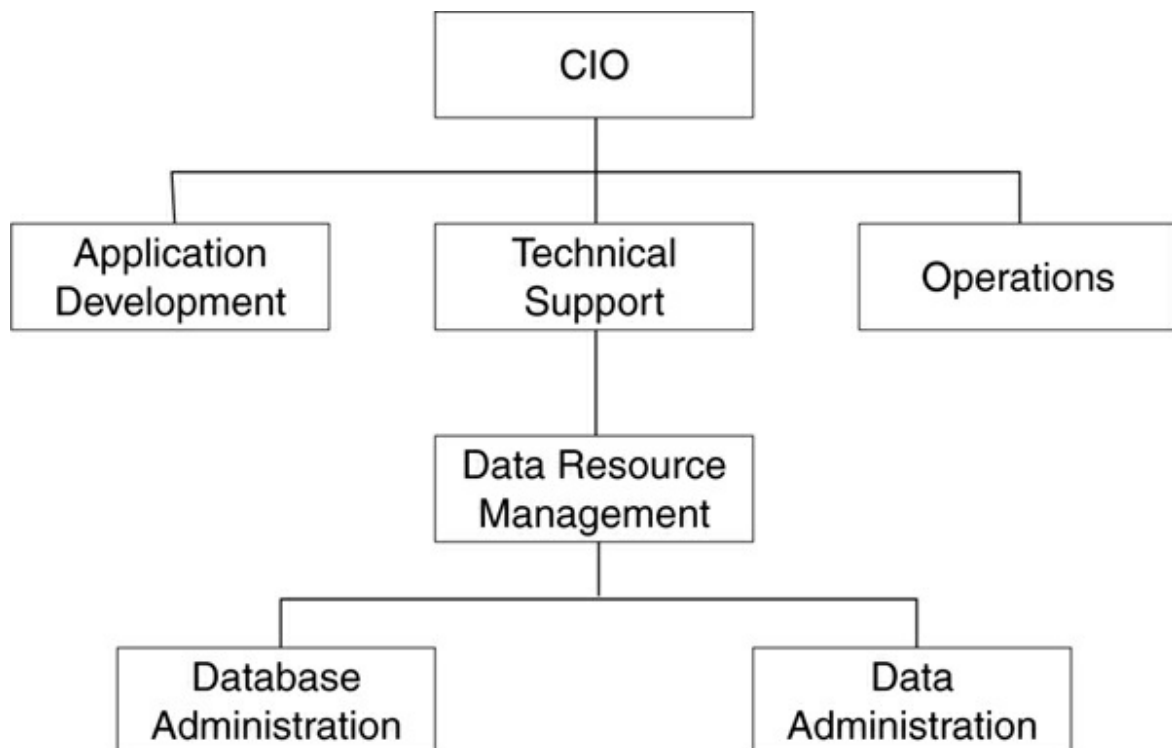 CIO
Application
Development
Technical
Support
Operations
Data Resource
Management
Database
Administration
Data
Administration